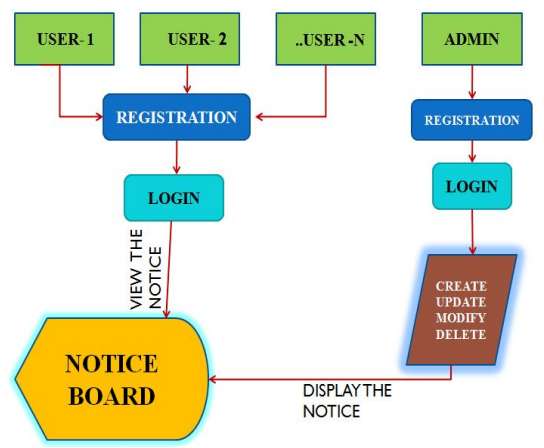 USER-1
USER-2
..USER-N
ADMIN
REGISTRATION
REGISTRATION
LOGIN
LOGIN
VIEW THE
NOTICE
CREATE
UPDATE
MODIFY
DELETE
NOTICE
BOARD
DISPLAY THE
NOTICE